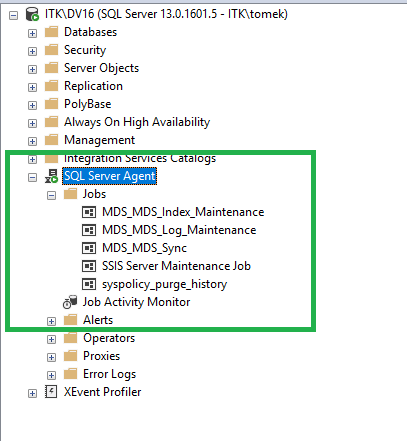 ITK\DV16 (SQL Server 13.0.1601.5 - ITK\tomek)
Databases
Security
Server Objects
Replication
PolyBase
Always On High Availability
Management
Integration Services Catalogs
SQL Server Agent
Jobs
MDS_MDS_Index_Maintenance
MDS_MDS_Log_Maintenance
MDS_MDS_Sync
SSIS Server Maintenance Job
syspolicy_purge_history
Job Activity Monitor
Alerts
Operators
Proxies
Error Logs
XEvent Profiler